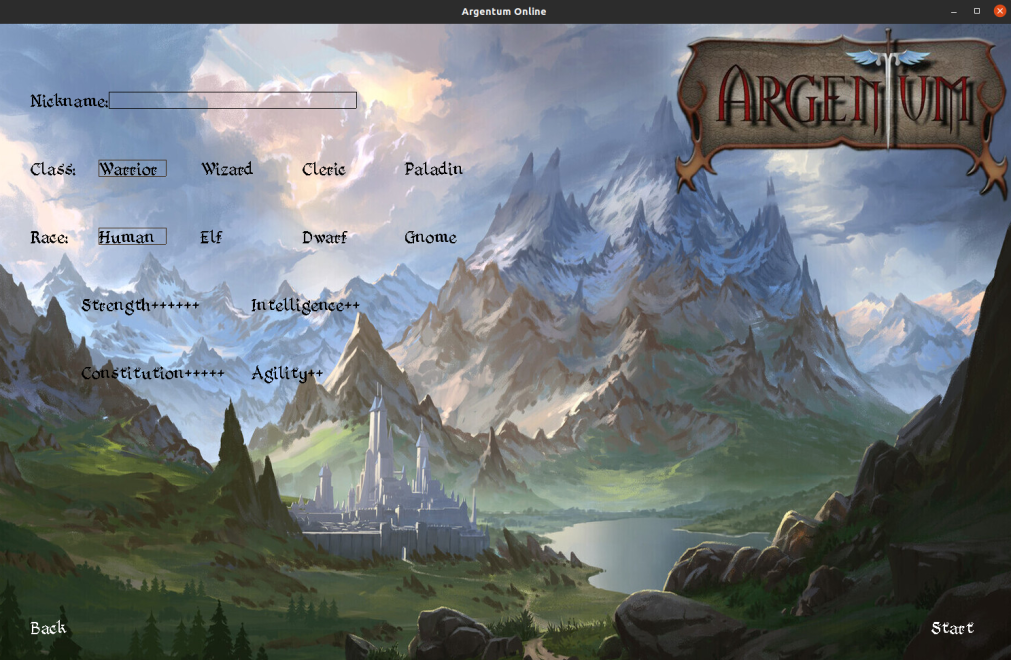 Argentum Online
ARGENTUM
Nickname:
Class: Warrior Wizard Cleric Paladin
Race: Human Elf Dwarf Gnome
Strength++++++ Intelligence++
Constitution+++++ Agility++
Back Start